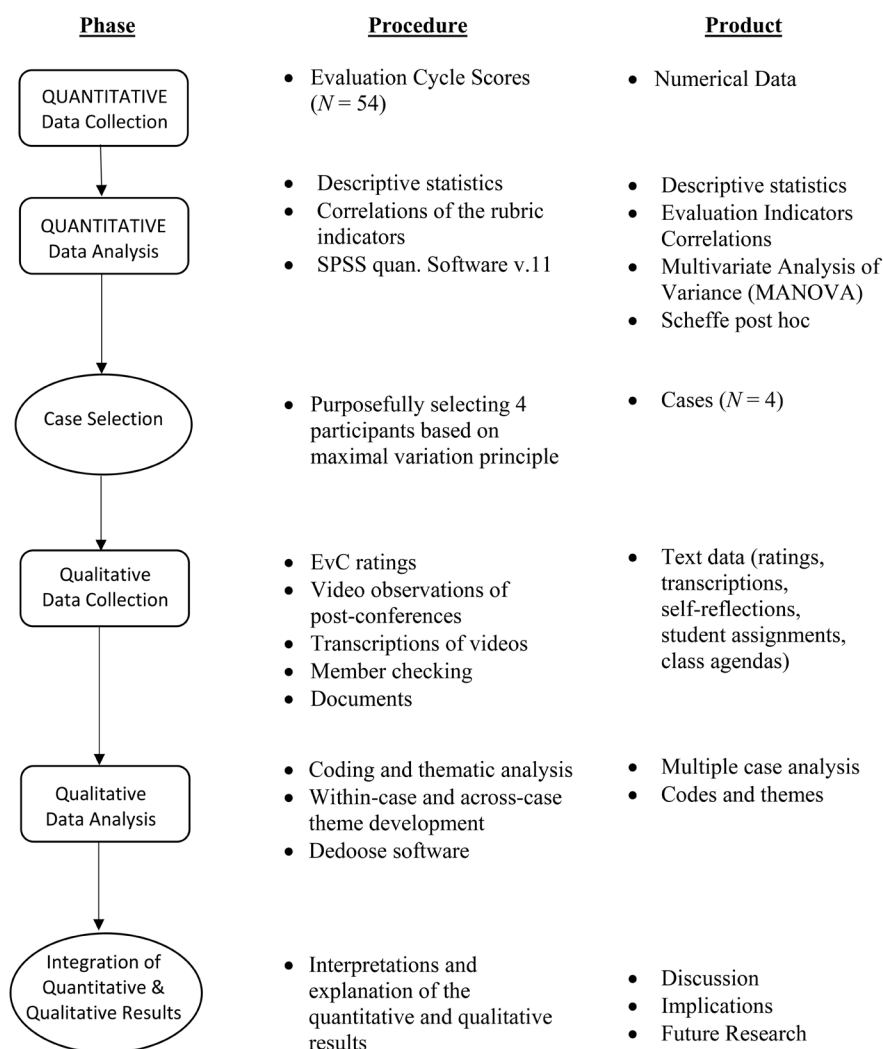 Phase Procedure Product
QUANTITATIVE
Data Collection
• Evaluation Cycle Scores
(N = 54)
• Numerical Data
QUANTITATIVE
Data Analysis
• Descriptive statistics
• Correlations of the rubric
indicators
• SPSS quan. Software v.11
• Descriptive statistics
• Evaluation Indicators
Correlations
• Multivariate Analysis of
Variance (MANOVA)
• Scheffe post hoc
Case Selection
• Purposefully selecting 4
participants based on
maximal variation principle
• Cases (N = 4)
Qualitative
Data Collection
• EvC ratings
• Video observations of
post-conferences
• Transcriptions of videos
• Member checking
• Documents
• Text data (ratings,
transcriptions,
self-reflections,
student assignments,
class agendas)
Qualitative
Data Analysis
• Coding and thematic analysis
• Within-case and across-case
theme development
• Dedoose software
• Multiple case analysis
• Codes and themes
Integration of
Quantitative &
Qualitative Results
• Interpretations and
explanation of the
quantitative and qualitative
results
• Discussion
• Implications
• Future Research